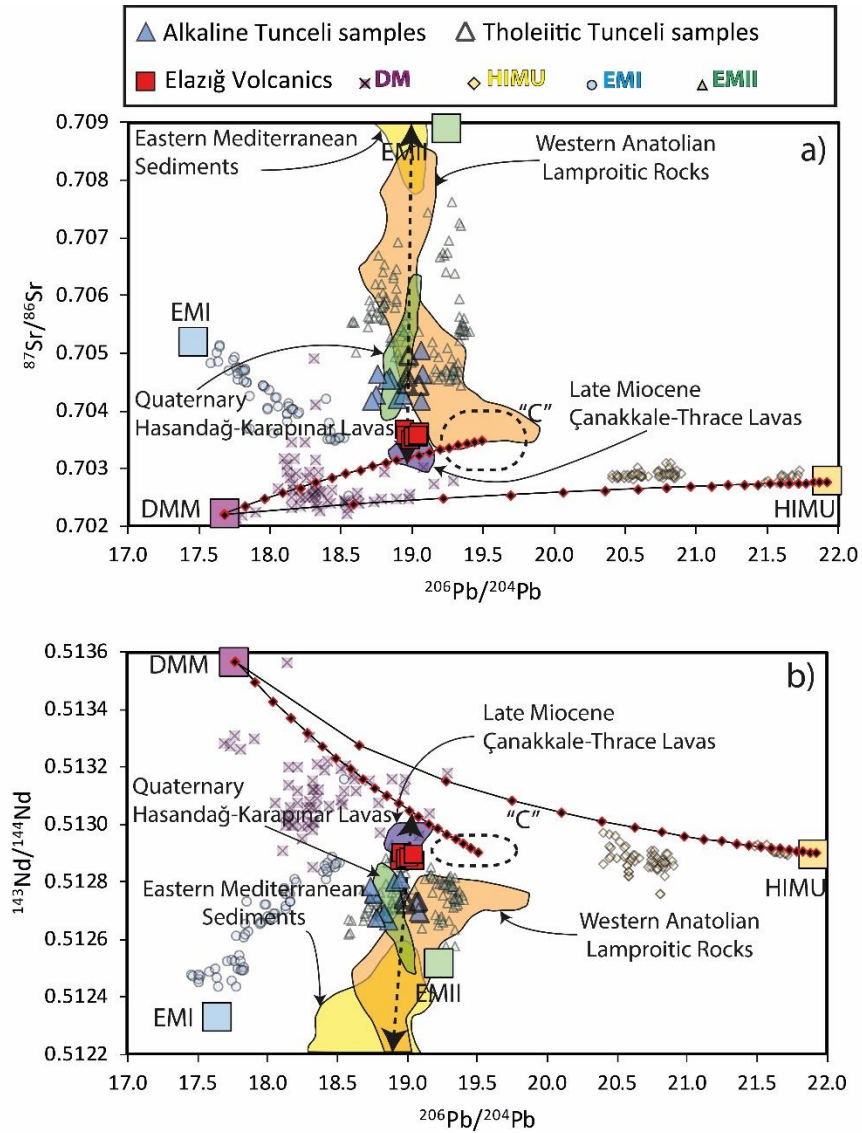 Alkaline Tunceli samples
Tholeiitic Tunceli samples
Elazığ Volcanics
DM
HIMU
EMI
EMII
a)
0.709
0.708
0.707
0.706
0.705
0.704
0.703
0.702
87Sr/86Sr
Eastern Mediterranean
Sediments
EMII
Western Anatolian
Lamproitic Rocks
EMI
Quaternary
Hasandağ-Karapınar Lavas
"C"
Late Miocene
Çanakkale-Thrace Lavas
DMM
HIMU
17.0
17.5
18.0
18.5
19.0
19.5
20.0
20.5
21.0
21.5
22.0
206Pb/204Pb
b)
0.5136
0.5134
0.5132
0.5130
0.5128
0.5126
0.5124
0.5122
143Nd/144Nd
DMM
Late Miocene
Çanakkale-Thrace Lavas
Quaternary
Hasandağ-Karapınar Lavas
"C"
HIMU
Eastern Mediterranean
Sediments
Western Anatolian
Lamproitic Rocks
EMII
EMI
17.0
17.5
18.0
18.5
19.0
19.5
20.0
20.5
21.0
21.5
22.0
206Pb/204Pb